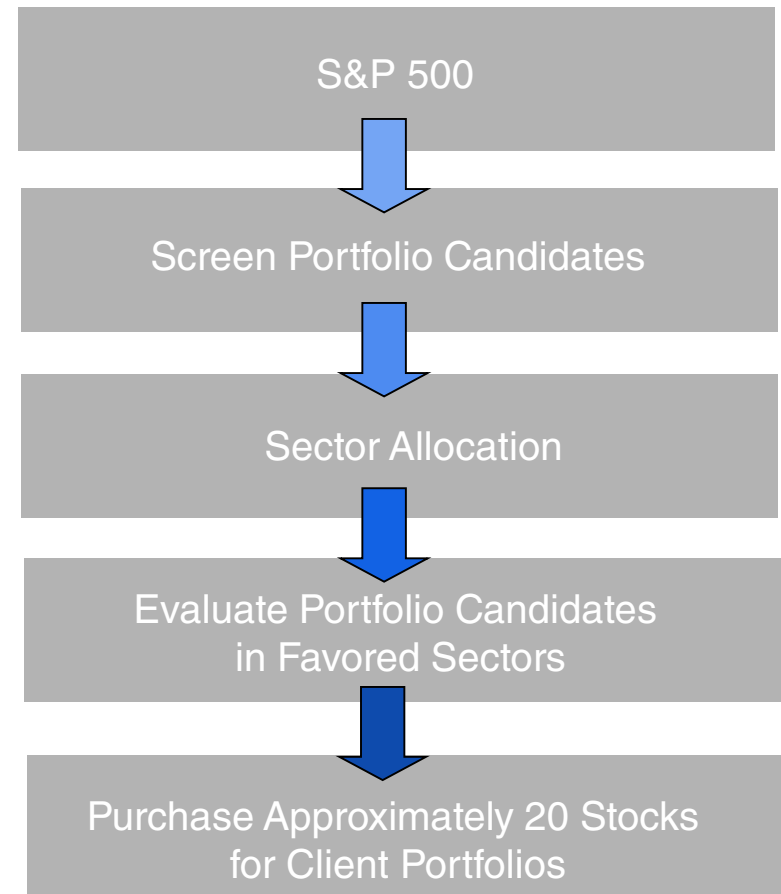 S&P 500
Screen Portfolio Candidates
Sector Allocation
Evaluate Portfolio Candidates
in Favored Sectors
Purchase Approximately 20 Stocks
for Client Portfolios